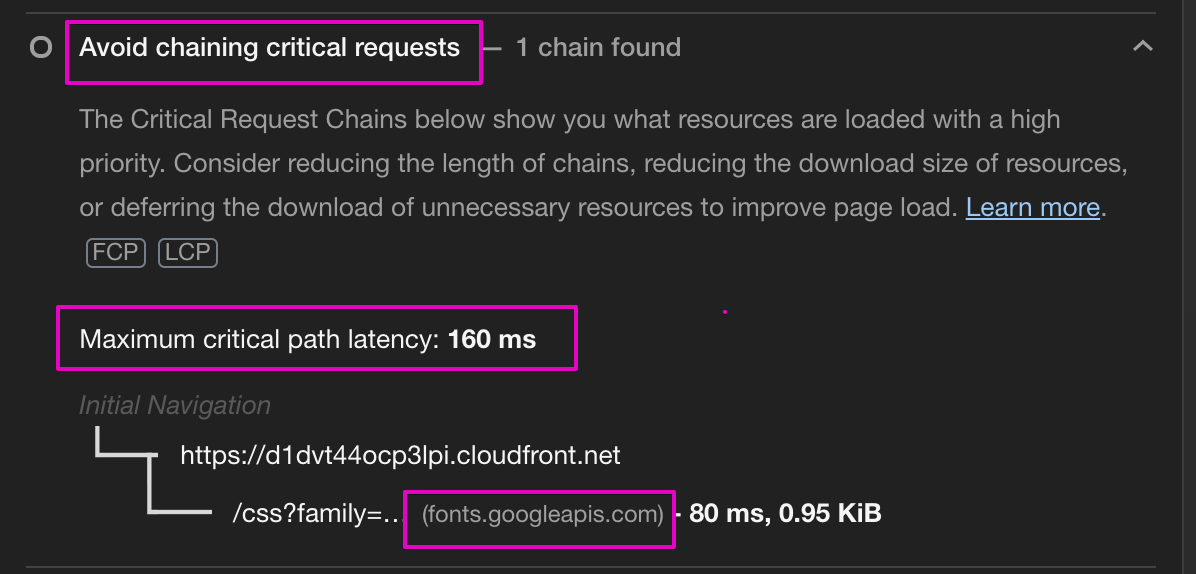 Avoid chaining critical requests — 1 chain found
The Critical Request Chains below show you what resources are loaded with a high
priority. Consider reducing the length of chains, reducing the download size of resources,
or deferring the download of unnecessary resources to improve page load. Learn more.
FCP LCP
Maximum critical path latency: 160 ms
Initial Navigation
https://d1dvt44ocp3lpi.cloudfront.net
/css?family=… (fonts.googleapis.com) - 80 ms, 0.95 KiB